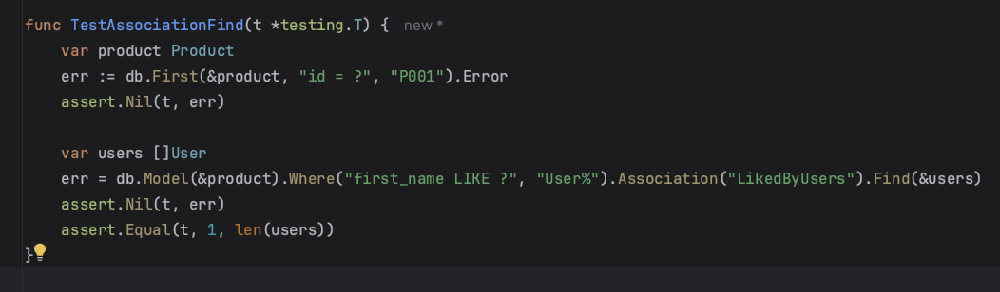 func TestAssociationFind(t *testing.T) { new *
    var product Product
    err := db.First(&product, "id = ?", "P001").Error
    assert.Nil(t, err)

    var users []User
    err = db.Model(&product).Where("first_name LIKE ?", "User%").Association("LikedByUsers").Find(&users)
    assert.Nil(t, err)
    assert.Equal(t, 1, len(users))
}